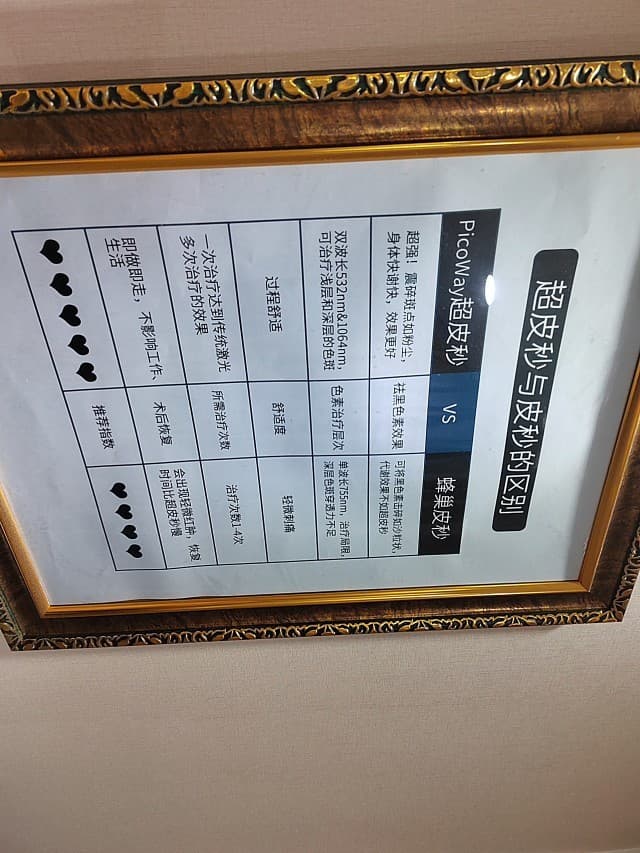 超皮秒与皮秒的区别
PicoWay超皮秒 VS 蜂巢皮秒
超强！震碎斑点如粉尘，
身体快谢快，效果更好
祛黑色素效果
可将黑色素击碎如沙粒状，
代谢效果不如超皮秒
双波长532nm&1064nm，
可治疗浅层和深层的色斑
色素治疗层次
单波长755nm，治疗局限，
深层色斑穿透力不足
过程舒适
舒适度
轻微刺痛
一次治疗达到传统激光
多次治疗的效果
所需治疗次数
治疗次数1-4次
即做即走，不影响工作、
生活
术后恢复
会出现轻微红肿，恢复
时间比超皮秒慢
♥♥♥♥♥
推荐指数
♥♥♥♥